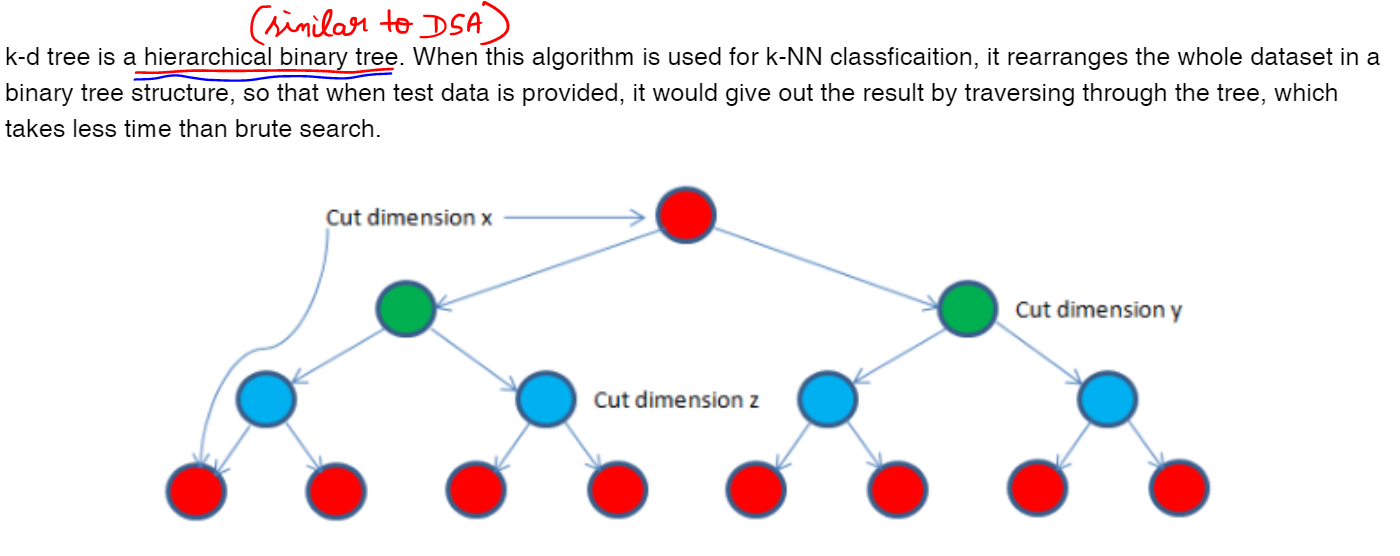 (similar to DSA)
k-d tree is a hierarchical binary tree. When this algorithm is used for k-NN classficaition, it rearranges the whole dataset in a
binary tree structure, so that when test data is provided, it would give out the result by traversing through the tree, which
takes less time than brute search.
Cut dimension x
Cut dimension y
Cut dimension z